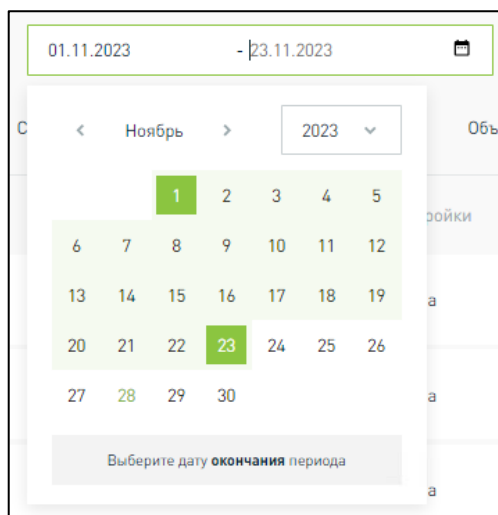 01.11.2023 - 23.11.2023
С Ноябрь 2023 Объ
1 2 3 4 5
ройки
6 7 8 9 10 11 12
13 14 15 16 17 18 19
а
20 21 22 23 24 25 26
27 28 29 30
а
Выберите дату окончания периода
а